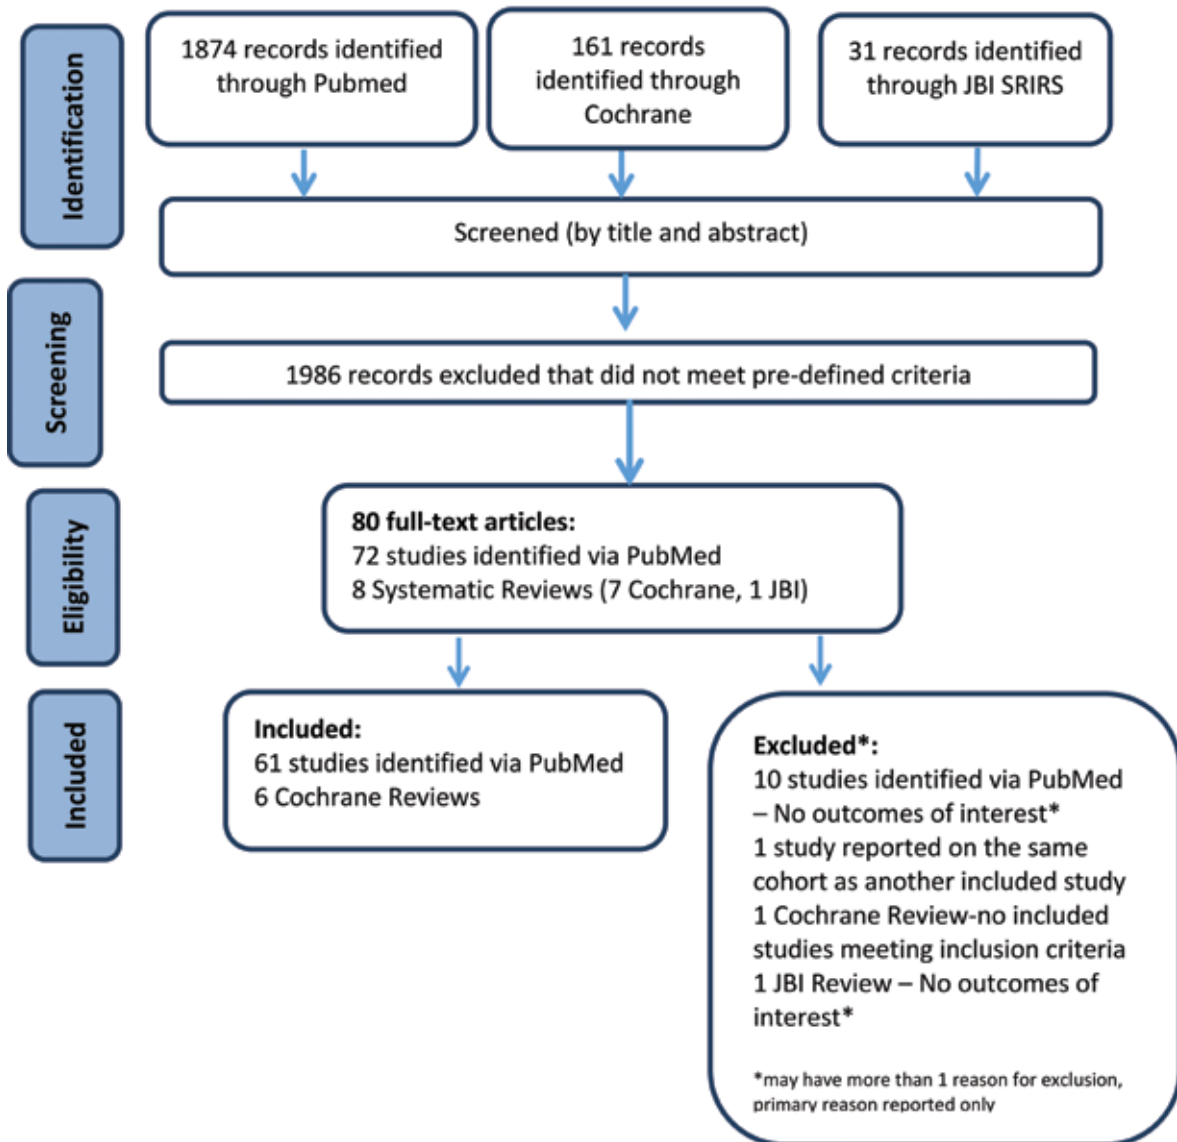 Identification
1874 records identified
through Pubmed
161 records
identified through
Cochrane
31 records identified
through JBI SRIRS
Screened (by title and abstract)
Screening
1986 records excluded that did not meet pre-defined criteria
Eligibility
80 full-text articles:
72 studies identified via PubMed
8 Systematic Reviews (7 Cochrane, 1 JBI)
Included
Included:
61 studies identified via PubMed
6 Cochrane Reviews
Excluded*:
10 studies identified via PubMed
– No outcomes of interest*
1 study reported on the same
cohort as another included study
1 Cochrane Review-no included
studies meeting inclusion criteria
1 JBI Review – No outcomes of
interest*
*may have more than 1 reason for exclusion,
primary reason reported only